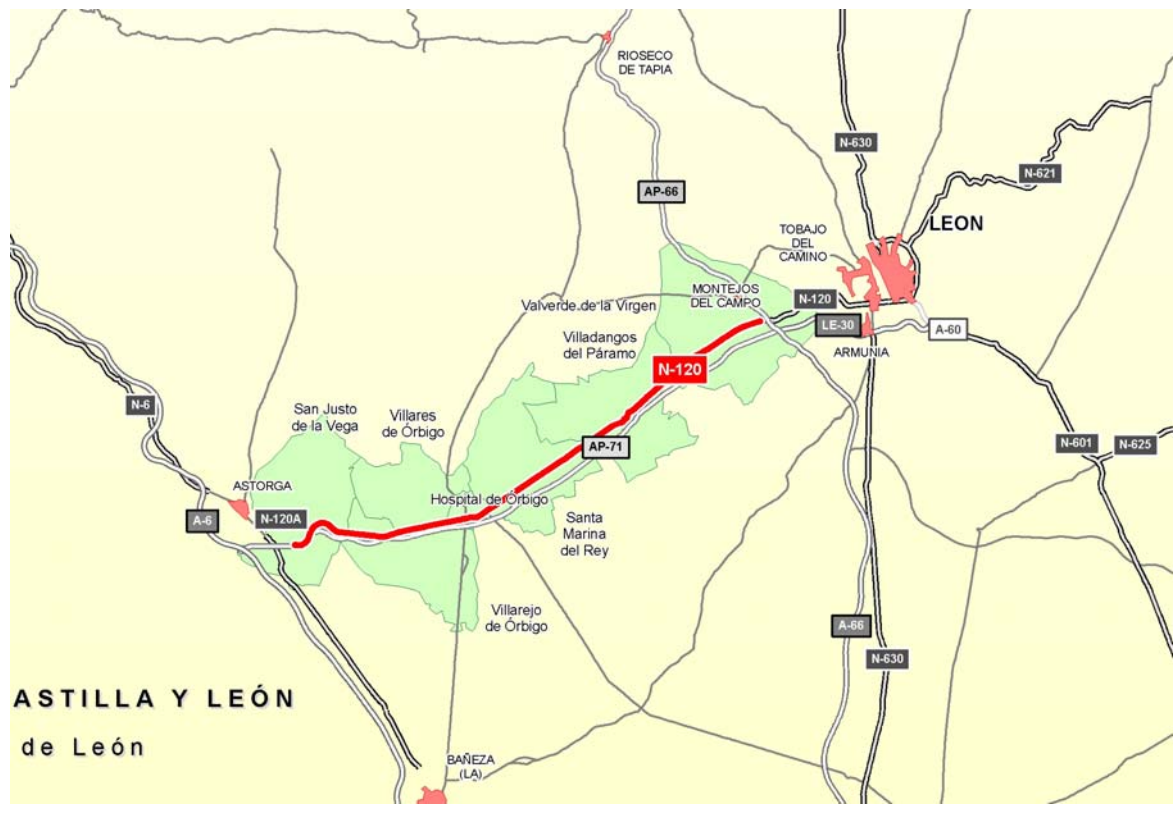 RIOSECO
DE TAPIA
N-630
N-621
AP-66
LEON
TOBAJO
DEL
CAMINO
MONTEJOS
DEL CAMPO
N-120
Valverde de la Virgen
LE-30
A-60
Villadangos
del Páramo
ARMUNIA
N-120
N-6
San Justo
de la Vega
Villares
de Órbigo
AP-71
N-601
N-625
ASTORGA
Hospital de Órbigo
A-6
N-120A
Santa
Marina
del Rey
Villarejo
de Órbigo
A-66
N-630
ASTILLA Y LEÓN
de León
BAÑEZA
(LA)